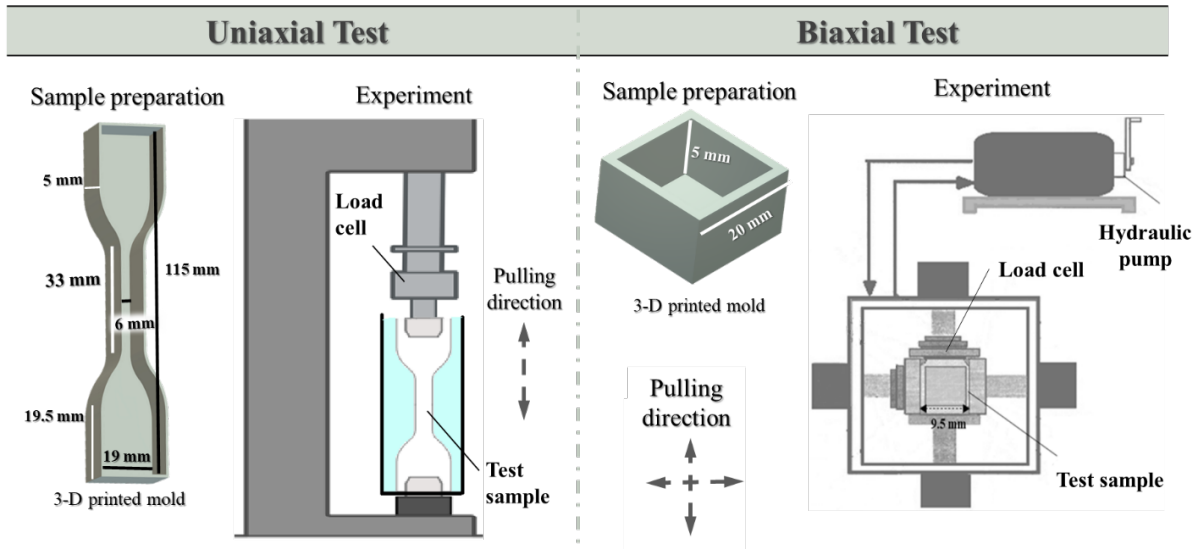 Uniaxial Test
Biaxial Test
Sample preparation
Experiment
5 mm
33 mm
115 mm
6 mm
19.5 mm
19 mm
3-D printed mold
Load
cell
Pulling
direction
Test
sample
Sample preparation
Experiment
5 mm
20 mm
3-D printed mold
Pulling
direction
Hydraulic
pump
Load cell
9.5 mm
Test sample